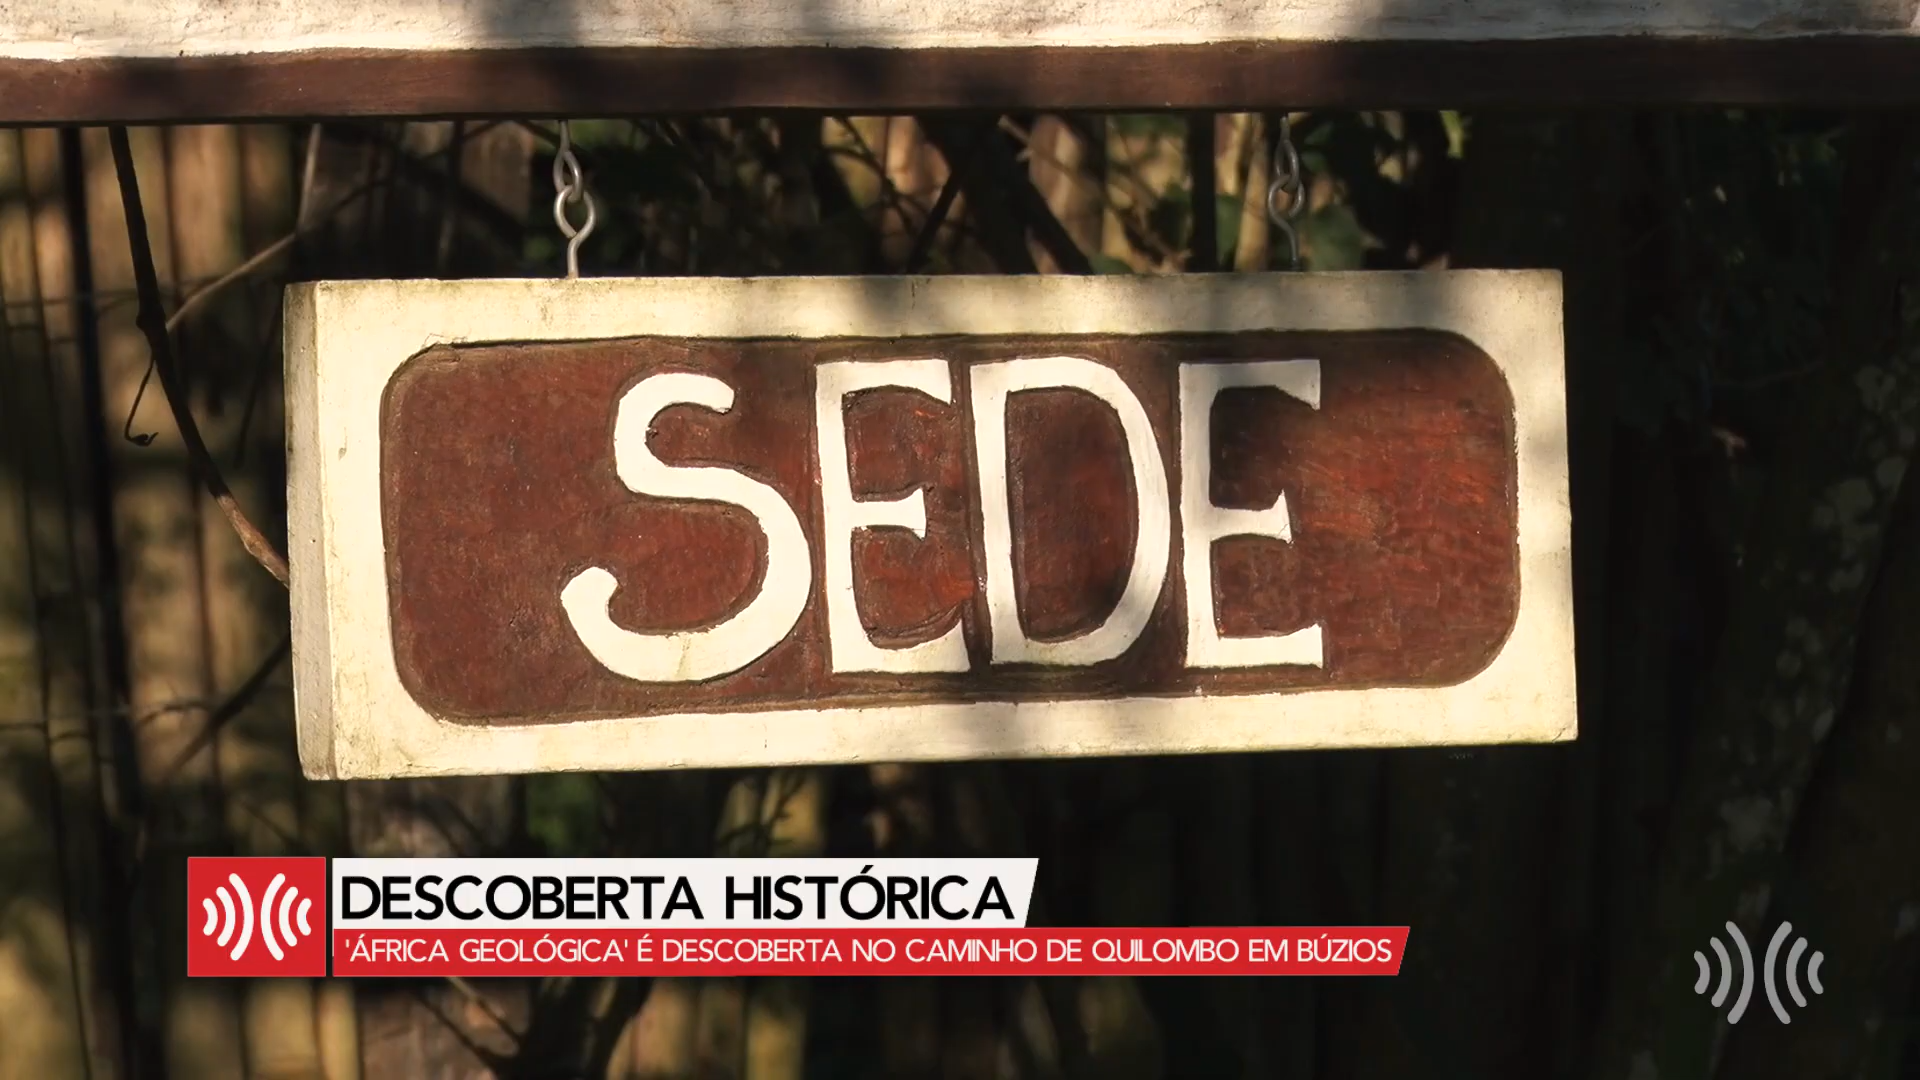 SEDE
DESCOBERTA HISTÓRICA
'ÁFRICA GEOLÓGICA' É DESCOBERTA NO CAMINHO DE QUILOMBO EM BÚZIOS